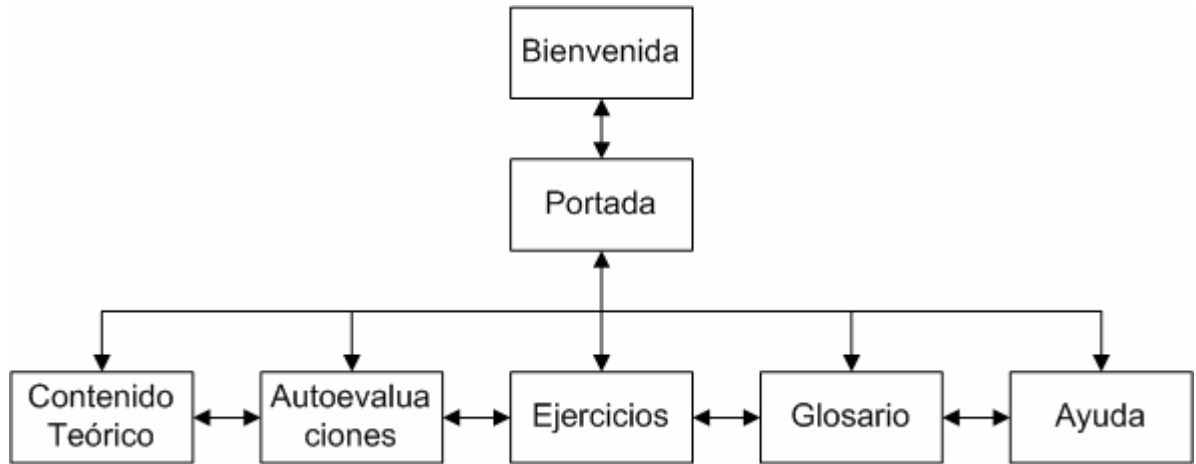 Bienvenida
Portada
Contenido
Teórico
Autoevalua
ciones
Ejercicios
Glosario
Ayuda